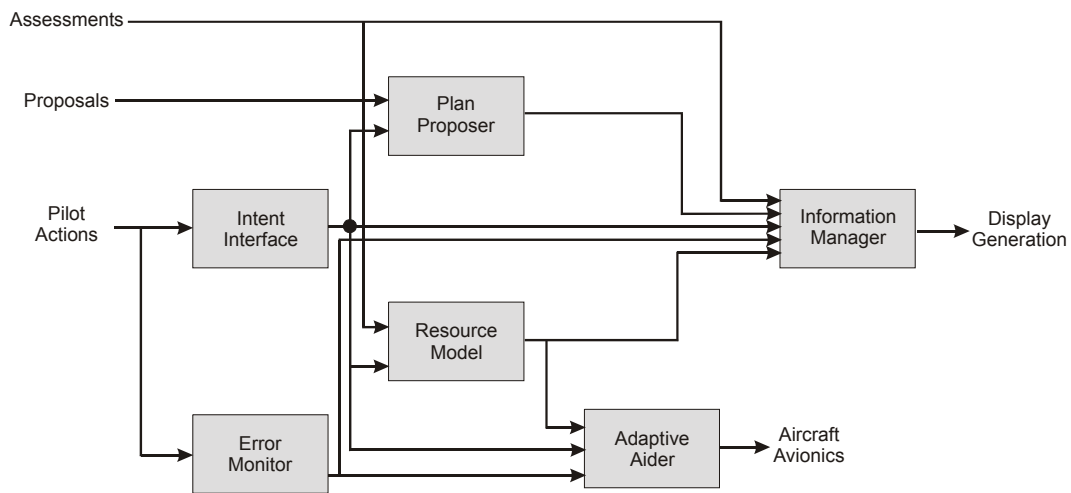 Assessments
Proposals
Plan
Proposer
Pilot
Actions
Intent
Interface
Information
Manager
Display
Generation
Resource
Model
Error
Monitor
Adaptive
Aider
Aircraft
Avionics